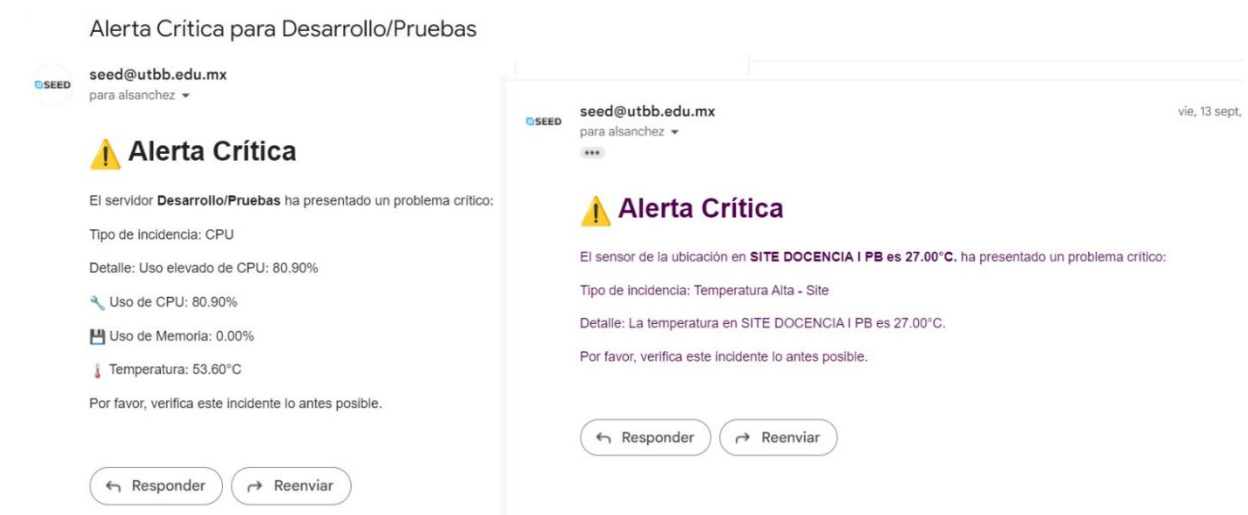 Alerta Crítica para Desarrollo/Pruebas
SEED
seed@utbb.edu.mx
para alsanchez
Alerta Crítica
El servidor Desarrollo/Pruebas ha presentado un problema crítico:
Tipo de incidencia: CPU
Detalle: Uso elevado de CPU: 80.90%
Uso de CPU: 80.90%
Uso de Memoria: 0.00%
Temperatura: 53.60°C
Por favor, verifica este incidente lo antes posible.
Responder
Reenviar
SEED
seed@utbb.edu.mx
vie, 13 sept,
para alsanchez
Alerta Crítica
El sensor de la ubicación en SITE DOCENCIA I PB es 27.00°C. ha presentado un problema crítico:
Tipo de incidencia: Temperatura Alta - Site
Detalle: La temperatura en SITE DOCENCIA I PB es 27.00°C.
Por favor, verifica este incidente lo antes posible.
Responder
Reenviar